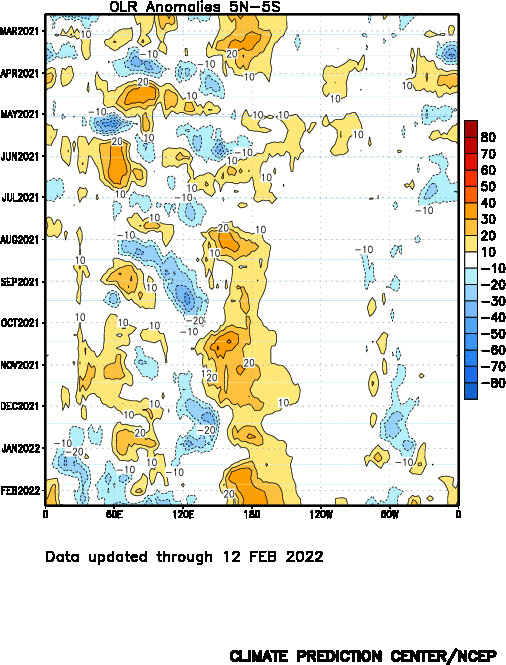 OLR Anomalies 5N–5S
MAR2021
APR2021
MAY2021
JUN2021
JUL2021
AUG2021
SEP2021
OCT2021
NOV2021
DEC2021
JAN2022
FEB2022
0 60E 120E 180 120W 60W 0
80
70
60
50
40
30
20
10
−10
−20
−30
−40
−50
−60
−70
−80
Data updated through 12 FEB 2022
CLIMATE PREDICTION CENTER/NCEP